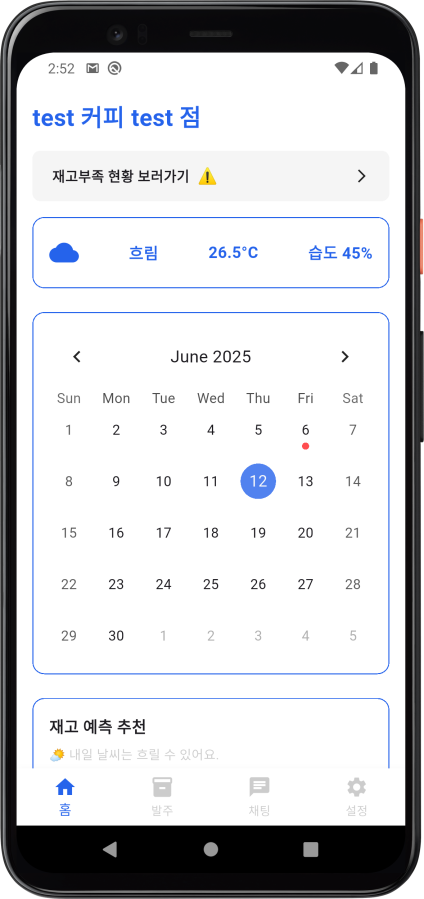 2:52
test 커피 test 점
재고부족 현황 보러가기 ⚠️
흐림 26.5°C 습도 45%
June 2025
Sun Mon Tue Wed Thu Fri Sat
1 2 3 4 5 6 7
8 9 10 11 12 13 14
15 16 17 18 19 20 21
22 23 24 25 26 27 28
29 30 1 2 3 4 5
재고 예측 추천
🌥️ 내일 날씨는 흐릴 수 있어요.
홈 발주 채팅 설정